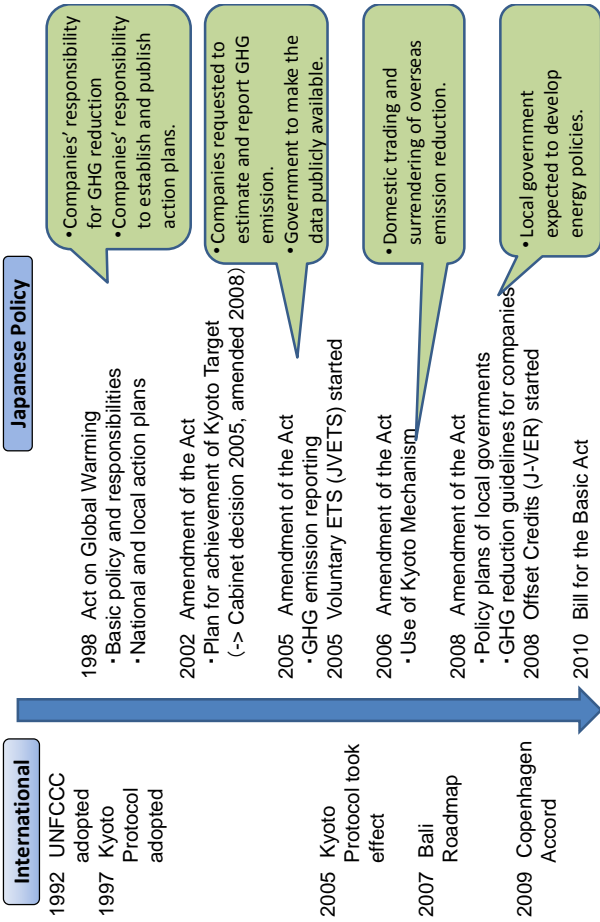 International
1992 UNFCCC
adopted
1997 Kyoto
Protocol
adopted
2005 Kyoto
Protocol took
effect
2007 Bali
Roadmap
2009 Copenhagen
Accord
Japanese Policy
1998 Act on Global Warming
・Basic policy and responsibilities
・National and local action plans
2002 Amendment of the Act
・Plan for achievement of Kyoto Target
(-> Cabinet decision 2005, amended 2008)
2005 Amendment of the Act
・GHG emission reporting
2005 Voluntary ETS (JVETS) started
2006 Amendment of the Act
・Use of Kyoto Mechanism
2008 Amendment of the Act
・Policy plans of local governments
・GHG reduction guidelines for companies
2008 Offset Credits (J-VER) started
2010 Bill for the Basic Act
・Companies’ responsibility
for GHG reduction
・Companies’ responsibility
to establish and publish
action plans.
・Companies requested to
estimate and report GHG
emission.
・Government to make the
data publicly available.
・Domestic trading and
surrendering of overseas
emission reduction.
・Local government
expected to develop
energy policies.